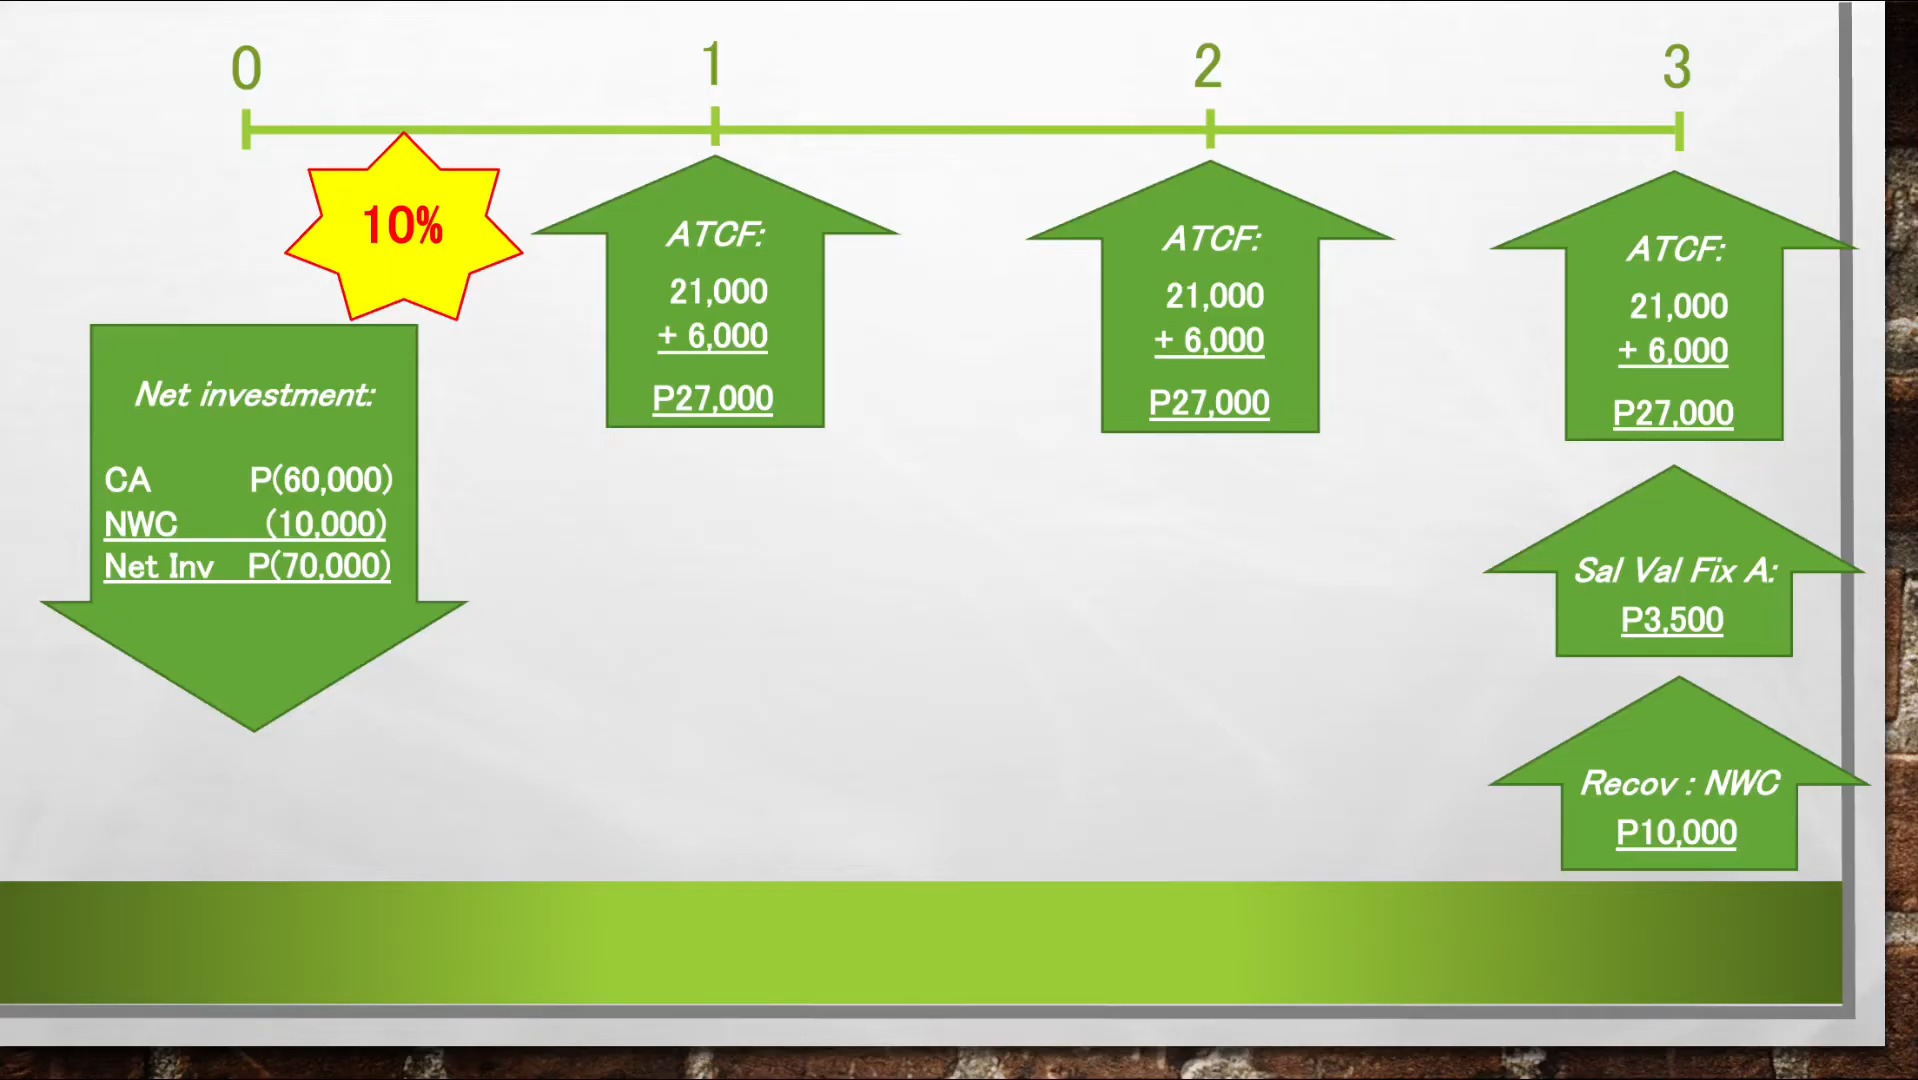 0 1 2 3
10%
Net investment:
CA P(60,000)
NWC (10,000)
Net Inv P(70,000)
ATCF:
21,000
+ 6,000
P27,000
ATCF:
21,000
+ 6,000
P27,000
ATCF:
21,000
+ 6,000
P27,000
Sal Val Fix A:
P3,500
Recov : NWC
P10,000